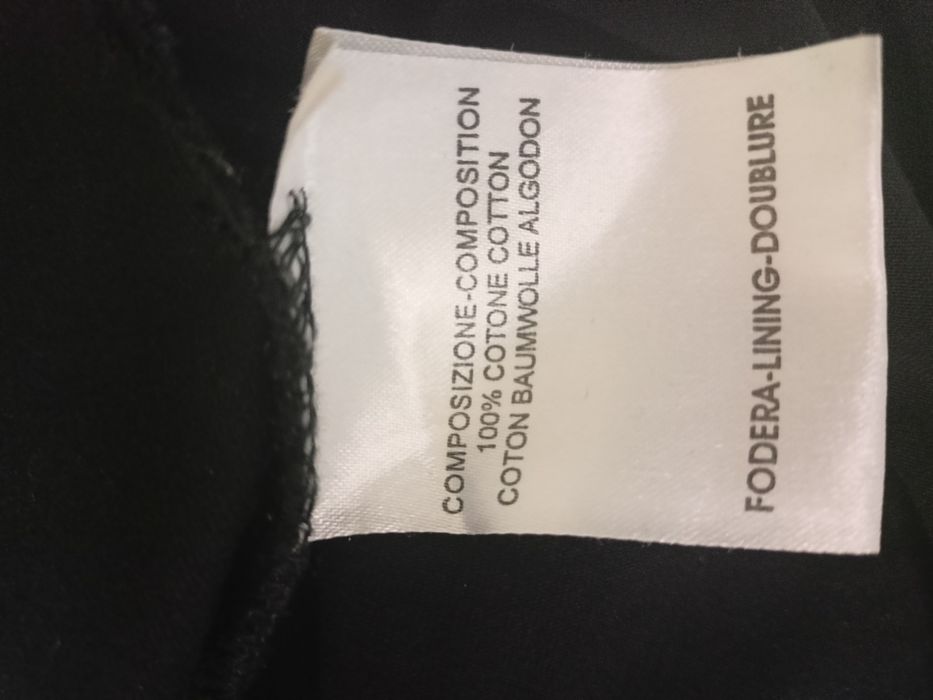 COMPOSIZIONE-COMPOSITION
100% COTONE COTTON
COTON BAUMWOLLE ALGODON
FODERA-LINING-DOUBLURE